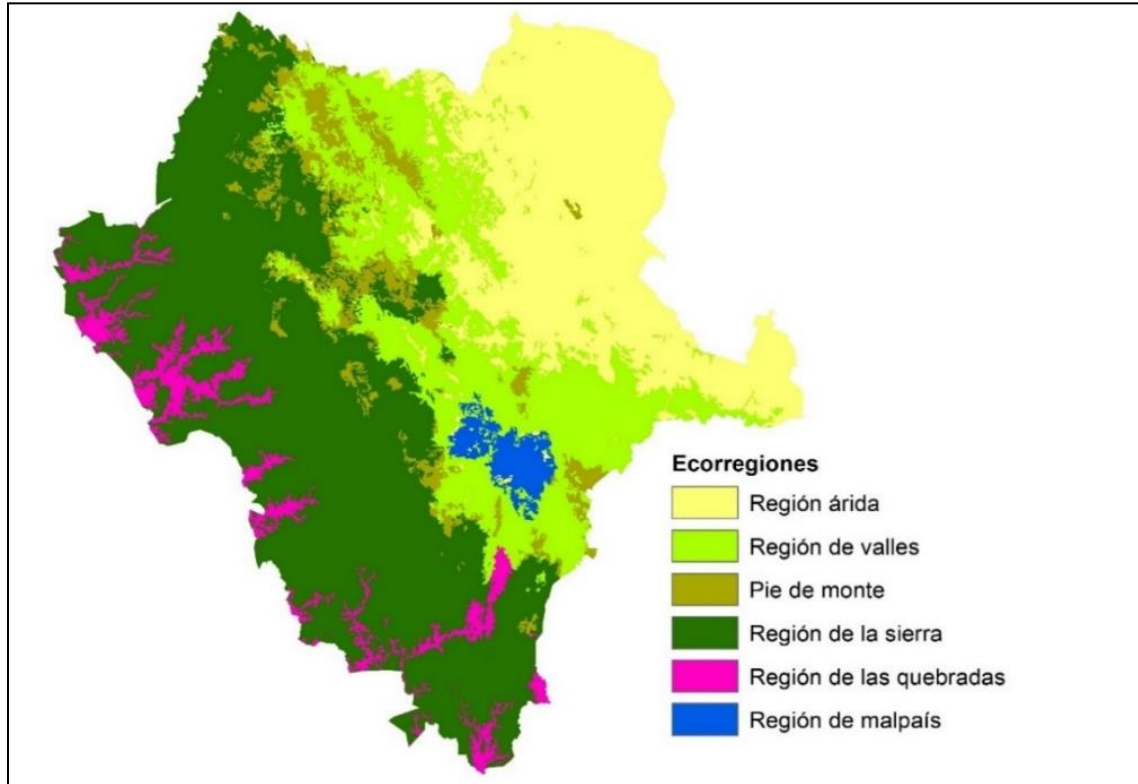 Ecorregiones
Región árida
Región de valles
Pie de monte
Región de la sierra
Región de las quebradas
Región de malpaís